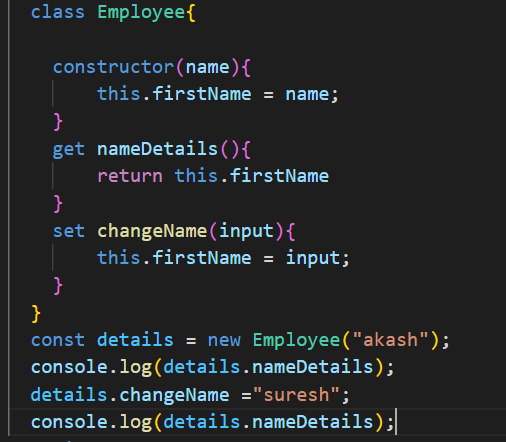 class Employee{
constructor(name){
this.firstName = name;
}
get nameDetails(){
return this.firstName
}
set changeName(input){
this.firstName = input;
}
}
const details = new Employee("akash");
console.log(details.nameDetails);
details.changeName ="suresh";
console.log(details.nameDetails);